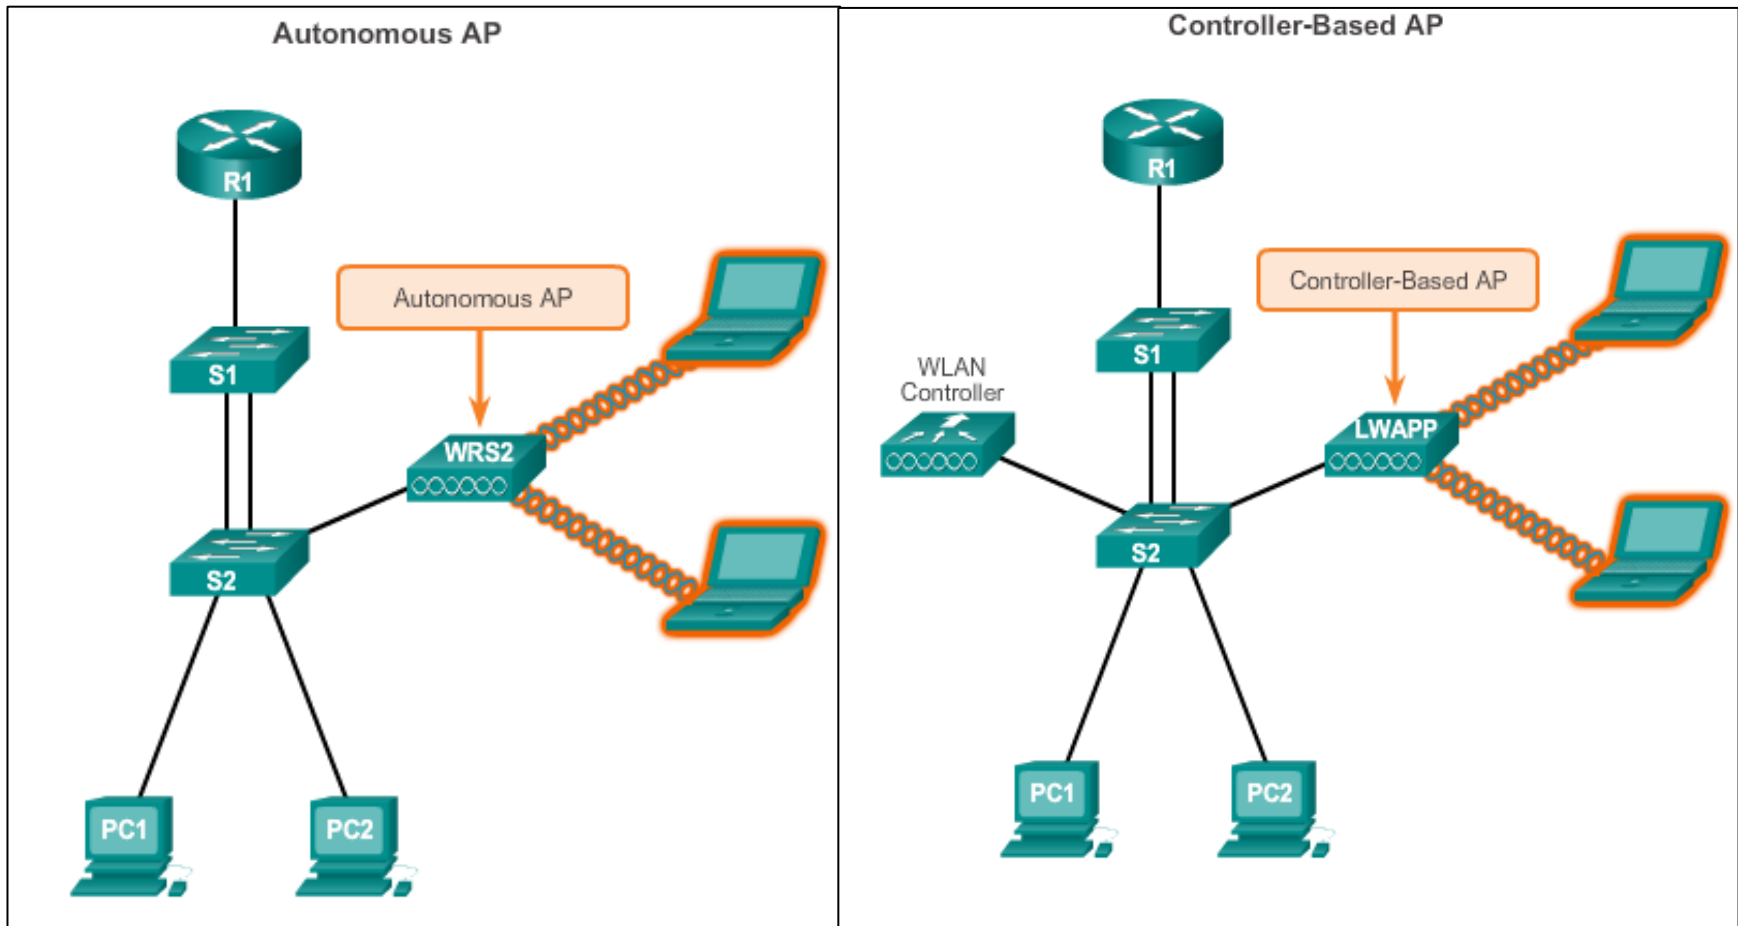 Autonomous AP
R1
Autonomous AP
S1
WRS2
S2
PC1
PC2
Controller-Based AP
R1
Controller-Based AP
S1
WLAN
Controller
LWAPP
S2
PC1
PC2